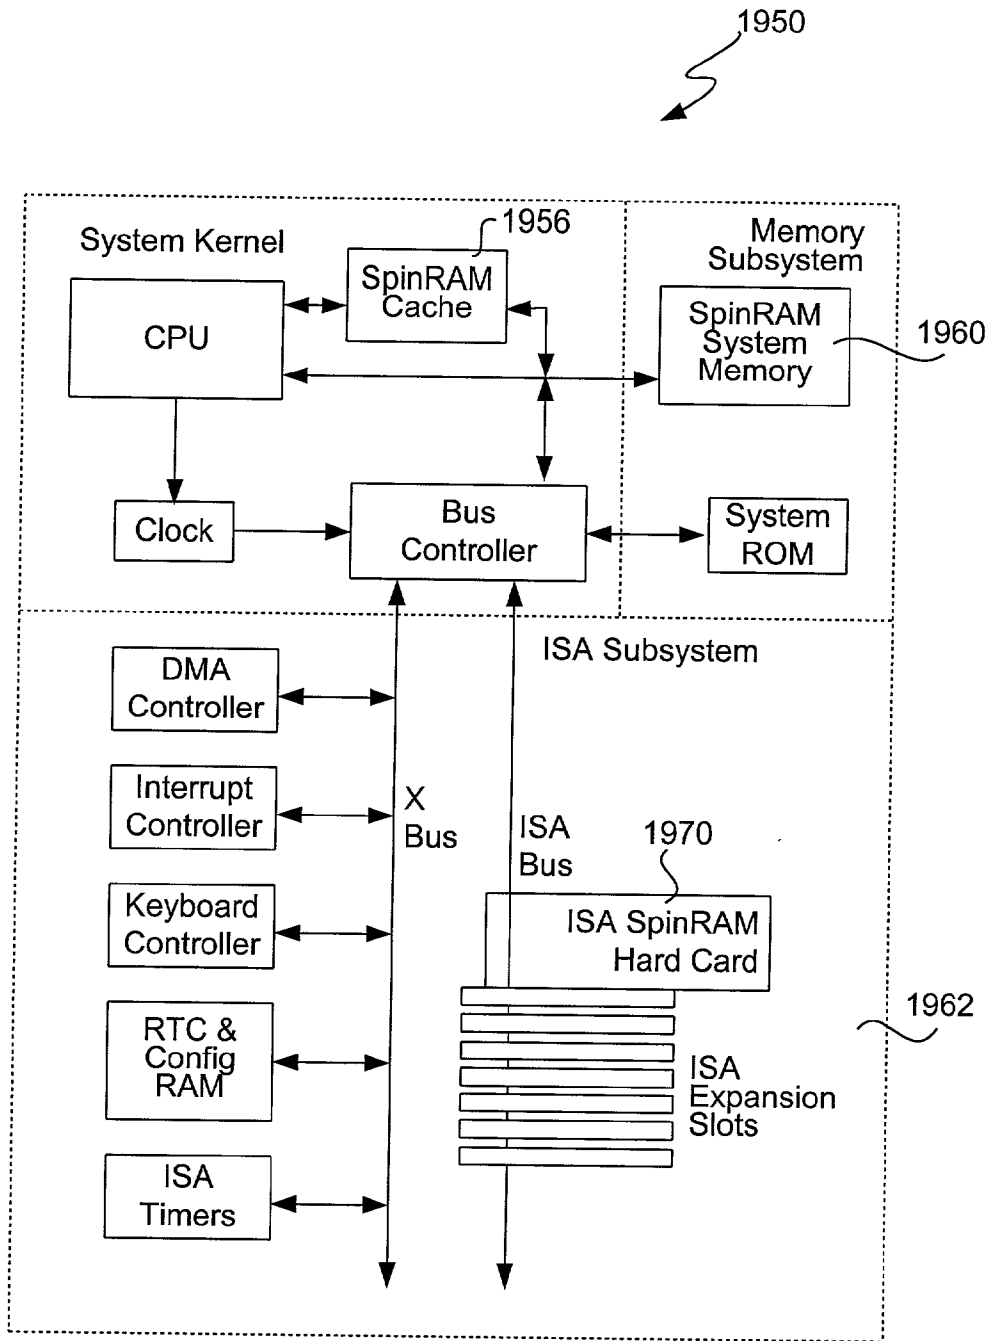 1950
System Kernel
1956
SpinRAM
Cache
CPU
Memory
Subsystem
SpinRAM
System
Memory
1960
Clock
Bus
Controller
System
ROM
ISA Subsystem
DMA
Controller
Interrupt
Controller
X
Bus
ISA
Bus
1970
ISA SpinRAM
Hard Card
Keyboard
Controller
1962
RTC &
Config
RAM
ISA
Expansion
Slots
ISA
Timers